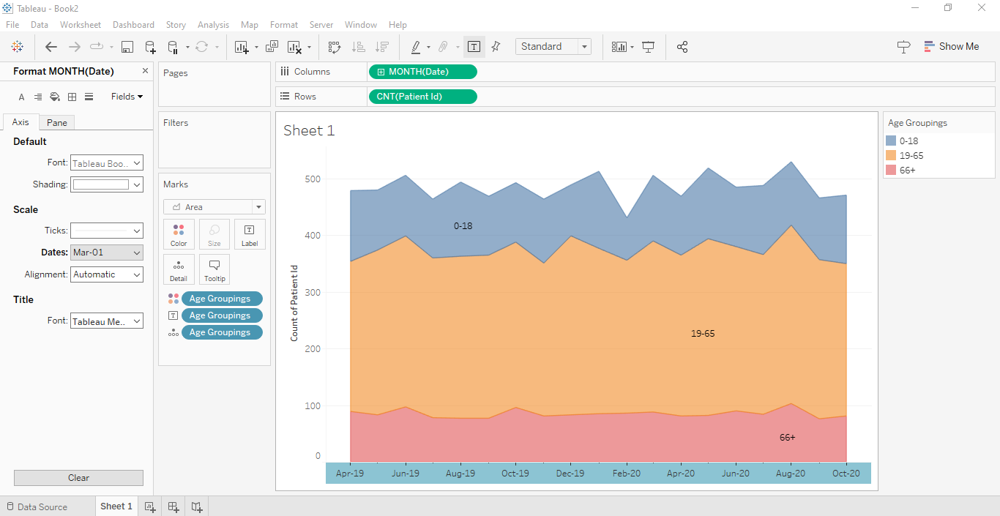 Tableau - Book2
File Data Worksheet Dashboard Story Analysis Map Format Server Window Help
Standard
Show Me
Format MONTH(Date)
Fields
Axis Pane
Default
Font: Tableau Boo..
Shading:
Scale
Ticks:
Dates: Mar-01
Alignment: Automatic
Title
Font: Tableau Me..
Clear
Pages
Filters
Marks
Area
Color Size Label
Detail Tooltip
Age Groupings
Age Groupings
Age Groupings
Columns MONTH(Date)
Rows CNT(Patient Id)
Sheet 1
Count of Patient Id
500
400
300
200
100
0
0-18
19-65
66+
Apr-19 Jun-19 Aug-19 Oct-19 Dec-19 Feb-20 Apr-20 Jun-20 Aug-20 Oct-20
Age Groupings
0-18
19-65
66+
Data Source Sheet 1